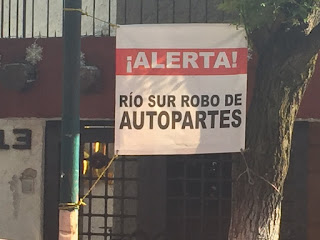 ¡ALERTA!
RÍO SUR ROBO DE
AUTOPARTES
13